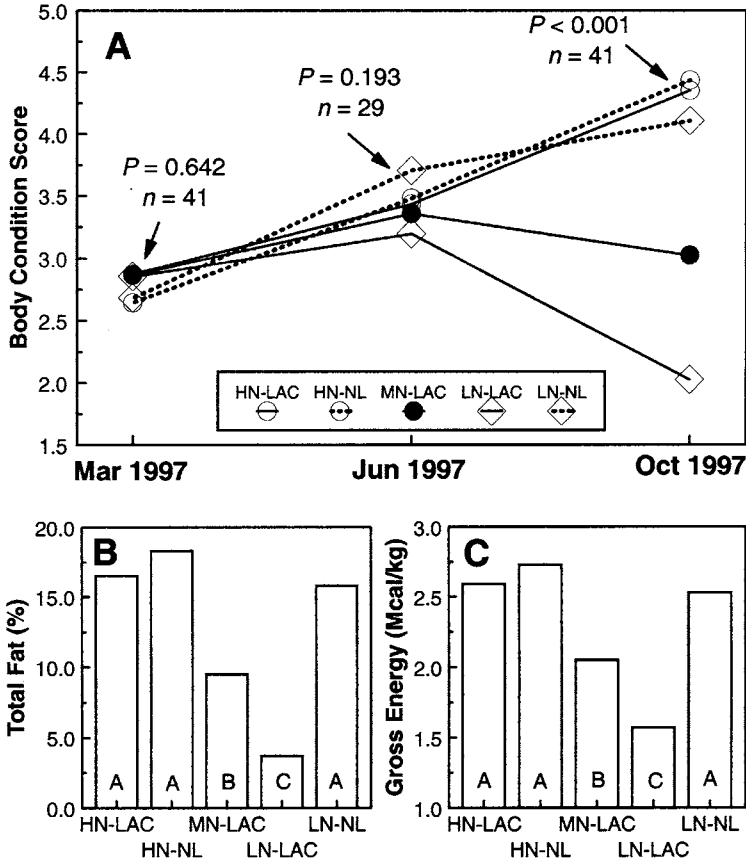 A
Body Condition Score
5.0
4.5
4.0
3.5
3.0
2.5
2.0
1.5
P = 0.642
n = 41
P = 0.193
n = 29
P < 0.001
n = 41
HN-LAC HN-NL MN-LAC LN-LAC LN-NL
Mar 1997 Jun 1997 Oct 1997
B
Total Fat (%)
20.0
15.0
10.0
5.0
0.0
A A B C A
HN-LAC MN-LAC LN-NL
HN-NL LN-LAC
C
Gross Energy (Mcal/kg)
3.0
2.5
2.0
1.5
1.0
A A B C A
HN-LAC MN-LAC LN-NL
HN-NL LN-LAC